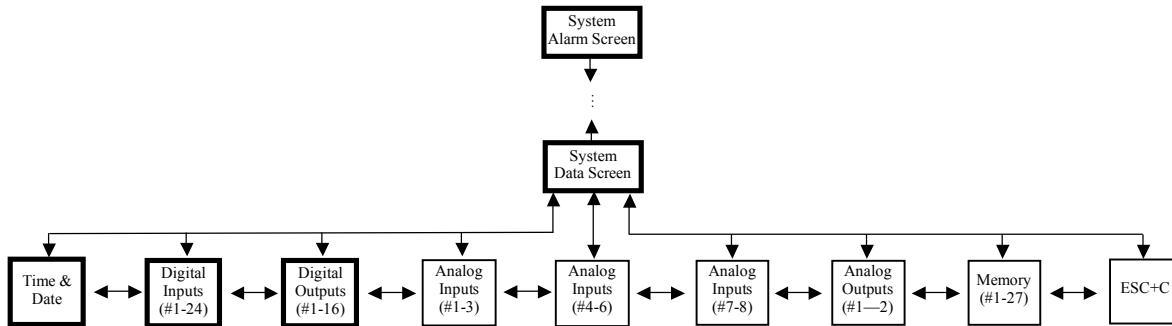 System
Alarm Screen
⋮
System
Data Screen
Time &
Date
Digital
Inputs
(#1-24)
Digital
Outputs
(#1-16)
Analog
Inputs
(#1-3)
Analog
Inputs
(#4-6)
Analog
Inputs
(#7-8)
Analog
Outputs
(#1—2)
Memory
(#1-27)
ESC+C